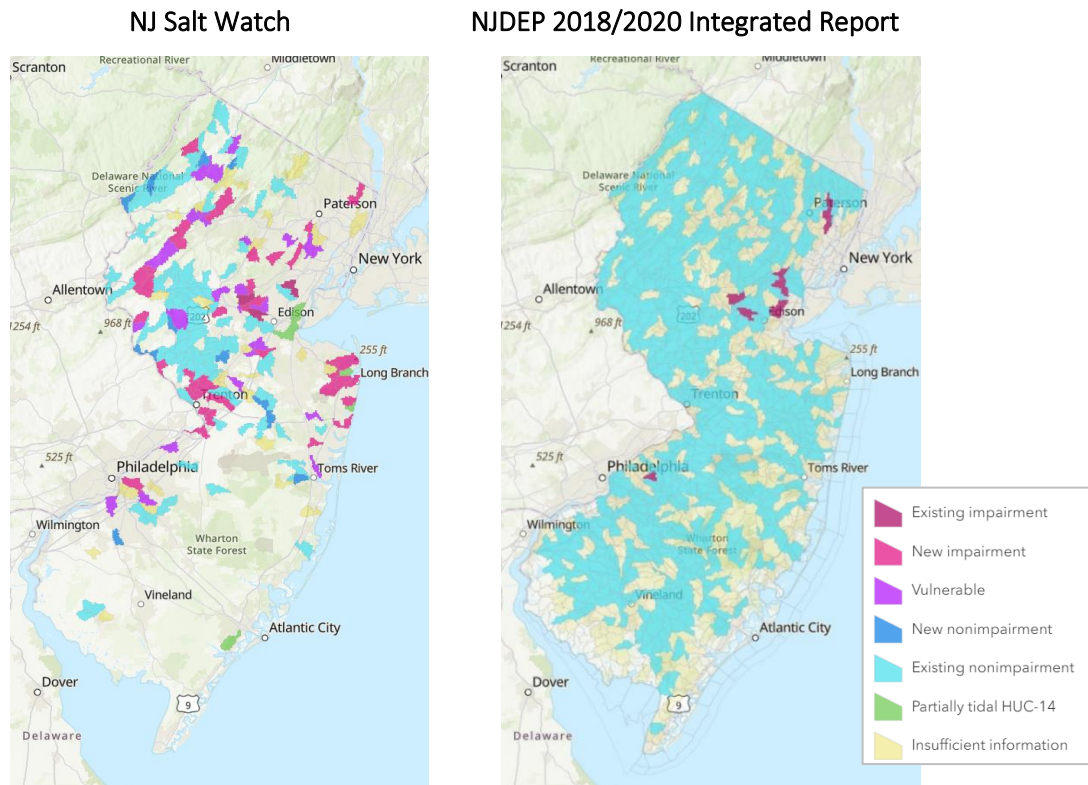 NJ Salt Watch
NJDEP 2018/2020 Integrated Report
Recreational River
Middletown
Scranton
Delaware National
Scenic River
Paterson
New York
Allentown
1254 ft
968 ft
202
Edison
255 ft
Long Branch
Trenton
525 ft
Philadelphia
Toms River
Wilmington
Wharton
State Forest
Vineland
Atlantic City
Dover
9
Delaware
Recreational River
Middletown
Scranton
Delaware National
Scenic River
Paterson
New York
Allentown
1254 ft
968 ft
202
Edison
255 ft
Long Branch
Trenton
525 ft
Philadelphia
Toms River
Wilmington
Wharton
State Forest
Vineland
Atlantic City
Dover
9
Delaware
Existing impairment
New impairment
Vulnerable
New nonimpairment
Existing nonimpairment
Partially tidal HUC-14
Insufficient information